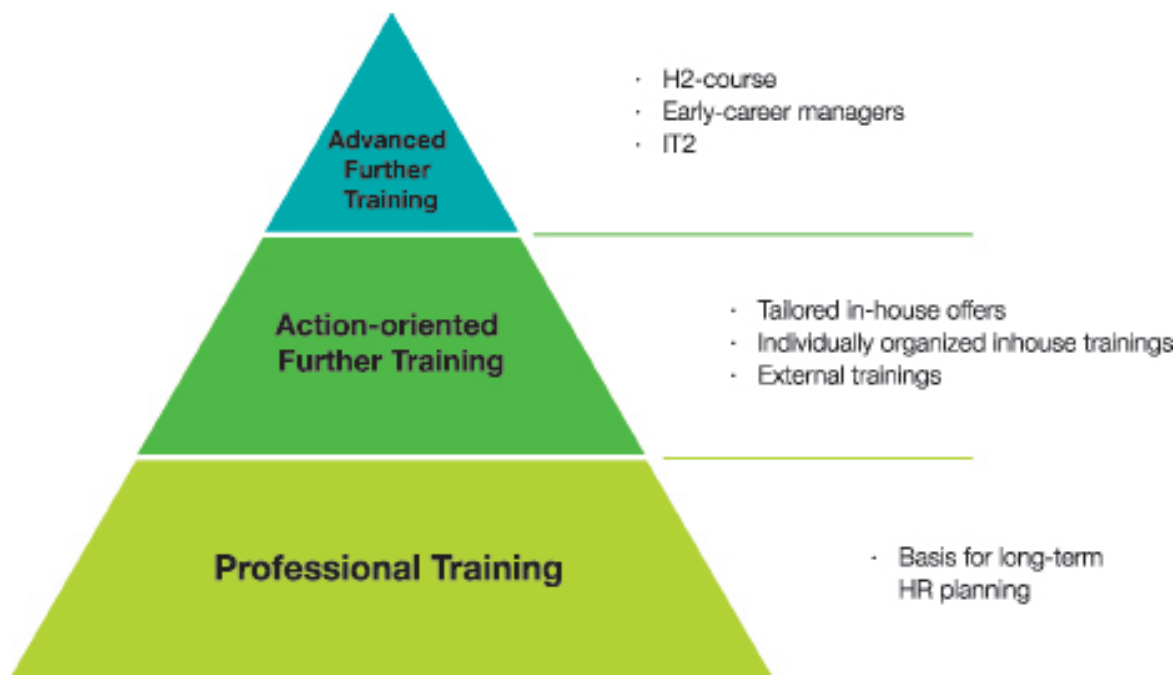 Advanced
Further
Training
· H2-course
· Early-career managers
· IT2
Action-oriented
Further Training
· Tailored in-house offers
· Individually organized inhouse trainings
· External trainings
Professional Training
· Basis for long-term
HR planning